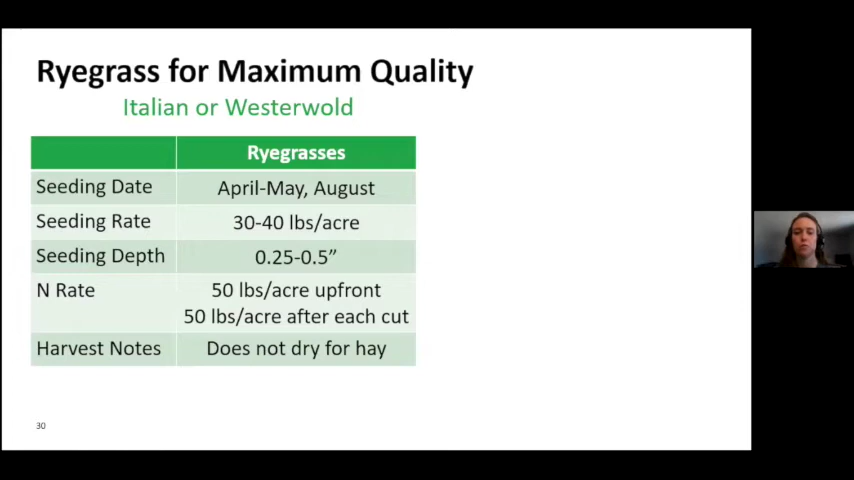 Ryegrass for Maximum Quality
Italian or Westerwold
Ryegrasses
Seeding Date April-May, August
Seeding Rate 30-40 lbs/acre
Seeding Depth 0.25-0.5”
N Rate 50 lbs/acre upfront
50 lbs/acre after each cut
Harvest Notes Does not dry for hay
30